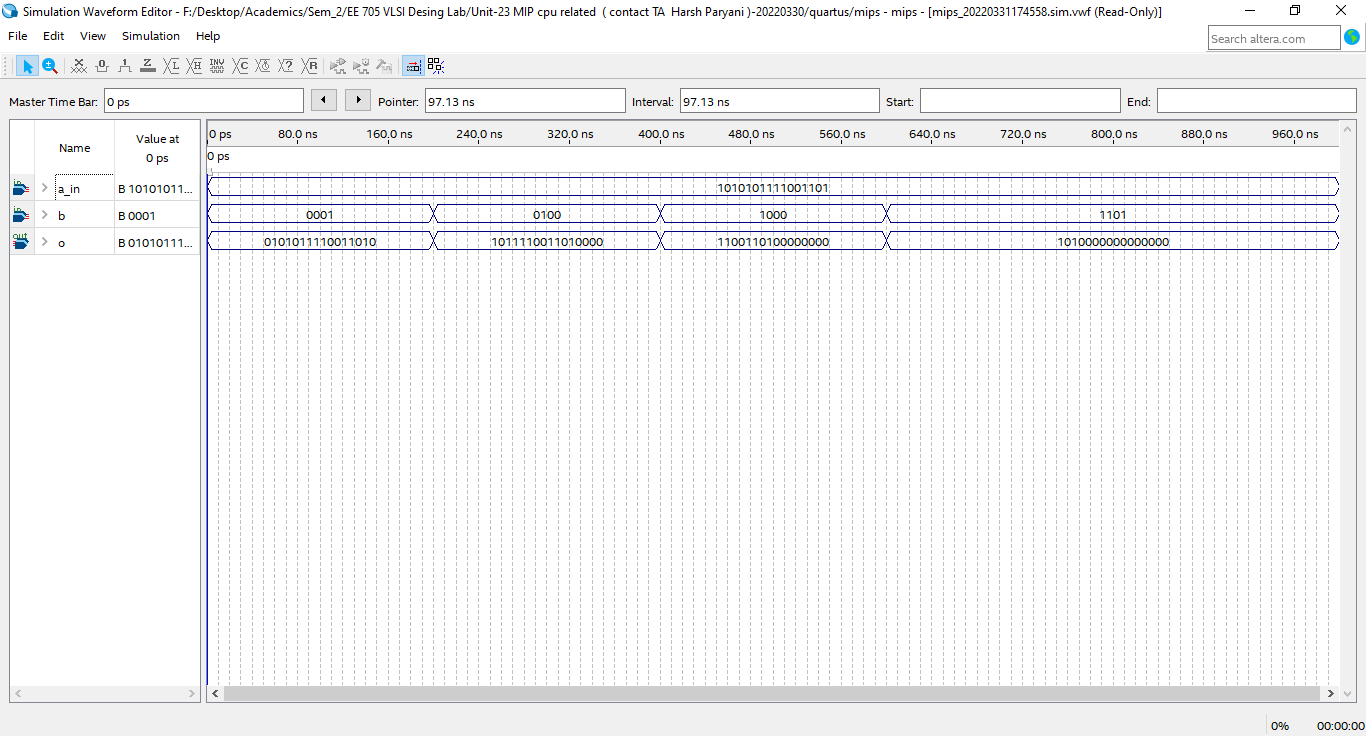 Simulation Waveform Editor - F:/Desktop/Academics/Sem_2/EE 705 VLSI Desing Lab/Unit-23 MIP cpu related ( contact TA Harsh Paryani )-20220330/quartus/mips - mips - [mips_20220331174558.sim.vwf (Read-Only)]
File Edit View Simulation Help
Search altera.com
Master Time Bar: 0 ps Pointer: 97.13 ns Interval: 97.13 ns Start: End:
Name Value at 0 ps
0 ps 80.0 ns 160.0 ns 240.0 ns 320.0 ns 400.0 ns 480.0 ns 560.0 ns 640.0 ns 720.0 ns 800.0 ns 880.0 ns 960.0 ns
0 ps
a_in B 10101011... 1010101111001101
b B 0001 0001 0100 1000 1101
o B 01010111... 0101011110011010 1011110011010000 1100110100000000 1010000000000000
0% 00:00:00